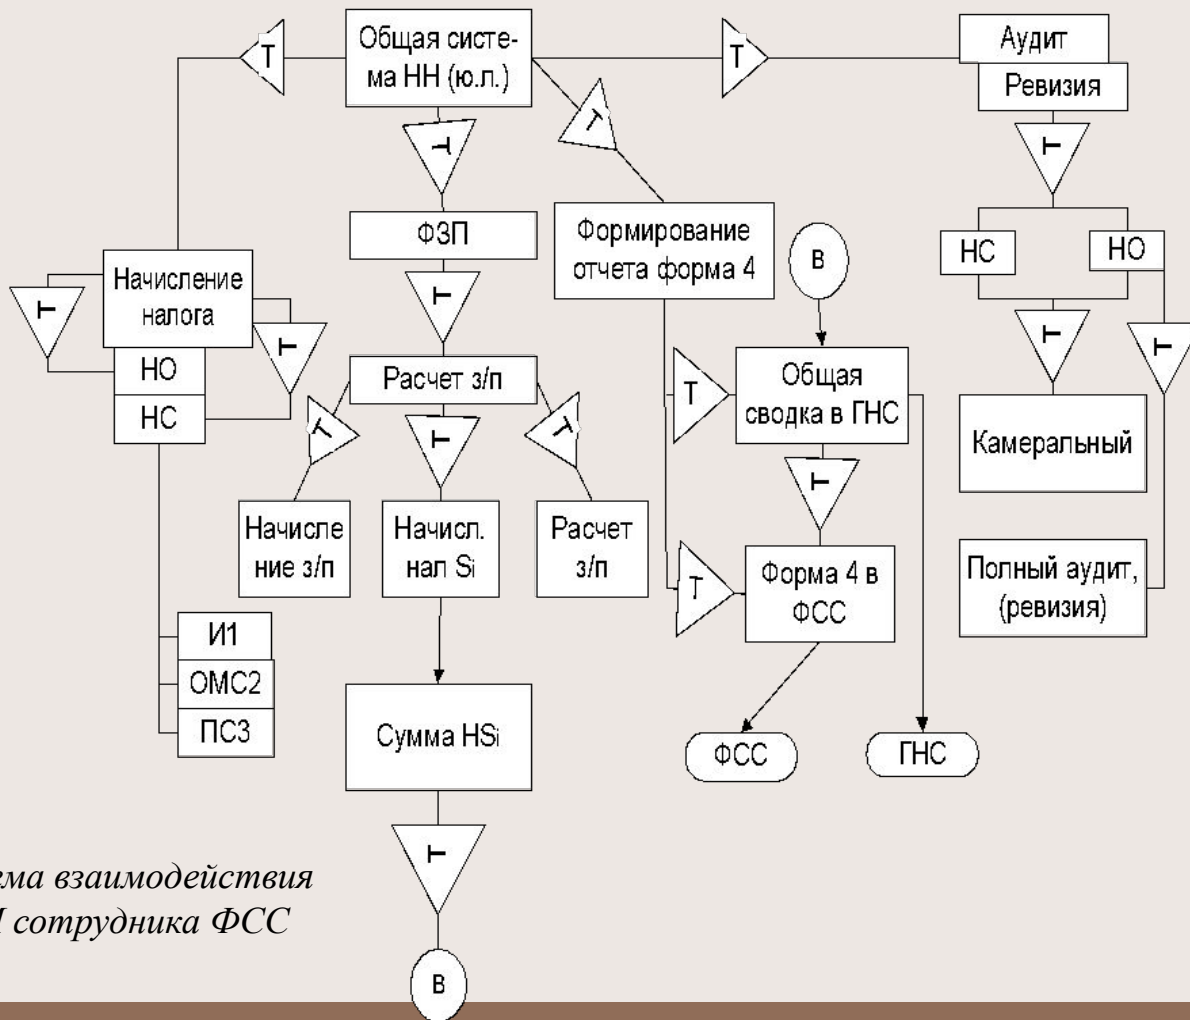 Т
Общая систе-
ма НН (ю.л.)
Т
Т
Т
Аудит
Ревизия
Т
ФЗП
Формирование
отчета форма 4
В
НС
НО
Начисление
налога
Т
Т
Т
Т
Т
НО
НС
Расчет з/п
Т
Общая
сводка в ГНС
Т
Т
Т
Т
Камеральный
Начисле
ние з/п
Начисл.
нал Si
Расчет
з/п
Т
Форма 4 в
ФСС
Полный аудит,
(ревизия)
И1
ОМС2
ПС3
Сумма HSi
ФСС
ГНС
Т
взаимодействия
сотрудника ФСС
В